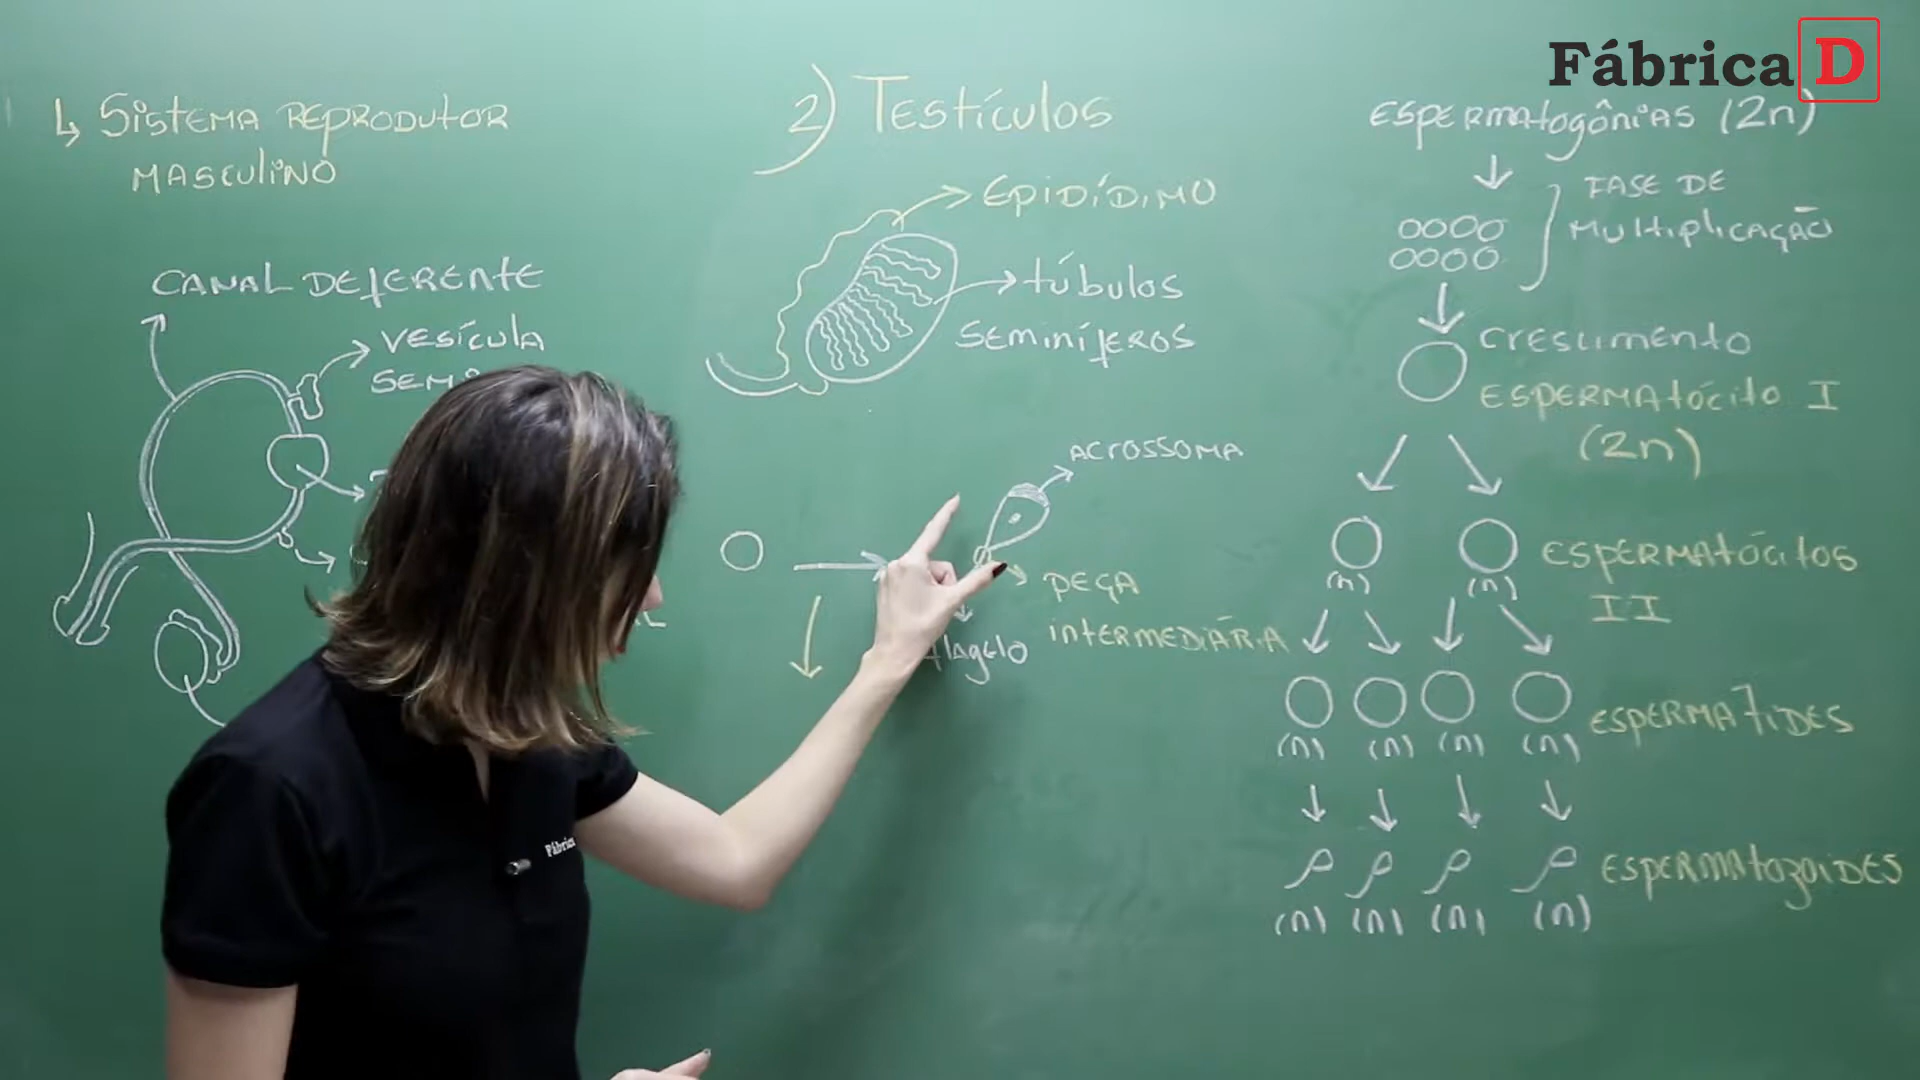 Fábrica D
↳ Sistema reprodutor
masculino
canal deferente
vesícula
2) Testículos
Epidídimo
túbulos
seminíferos
acrossoma
peça
intermediária
flagelo
espermatogônias (2n)
fase de
multiplicação
crescimento
espermatócito I
(2n)
(n) (n)
espermatócitos
II
espermátides
(n) (n) (n) (n)
espermatozoides
(n) (n) (n) (n)
Fábrica